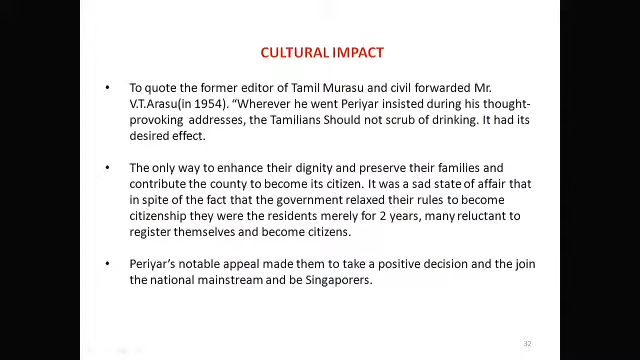 CULTURAL IMPACT
• To quote the former editor of Tamil Murasu and civil forwarded Mr.
V.T.Arasu(in 1954). “Wherever he went Periyar insisted during his thought-
provoking addresses, the Tamilians Should not scrub of drinking. It had its
desired effect.
• The only way to enhance their dignity and preserve their families and
contribute the county to become its citizen. It was a sad state of affair that
in spite of the fact that the government relaxed their rules to become
citizenship they were the residents merely for 2 years, many reluctant to
register themselves and become citizens.
• Periyar’s notable appeal made them to take a positive decision and the join
the national mainstream and be Singaporers.
32